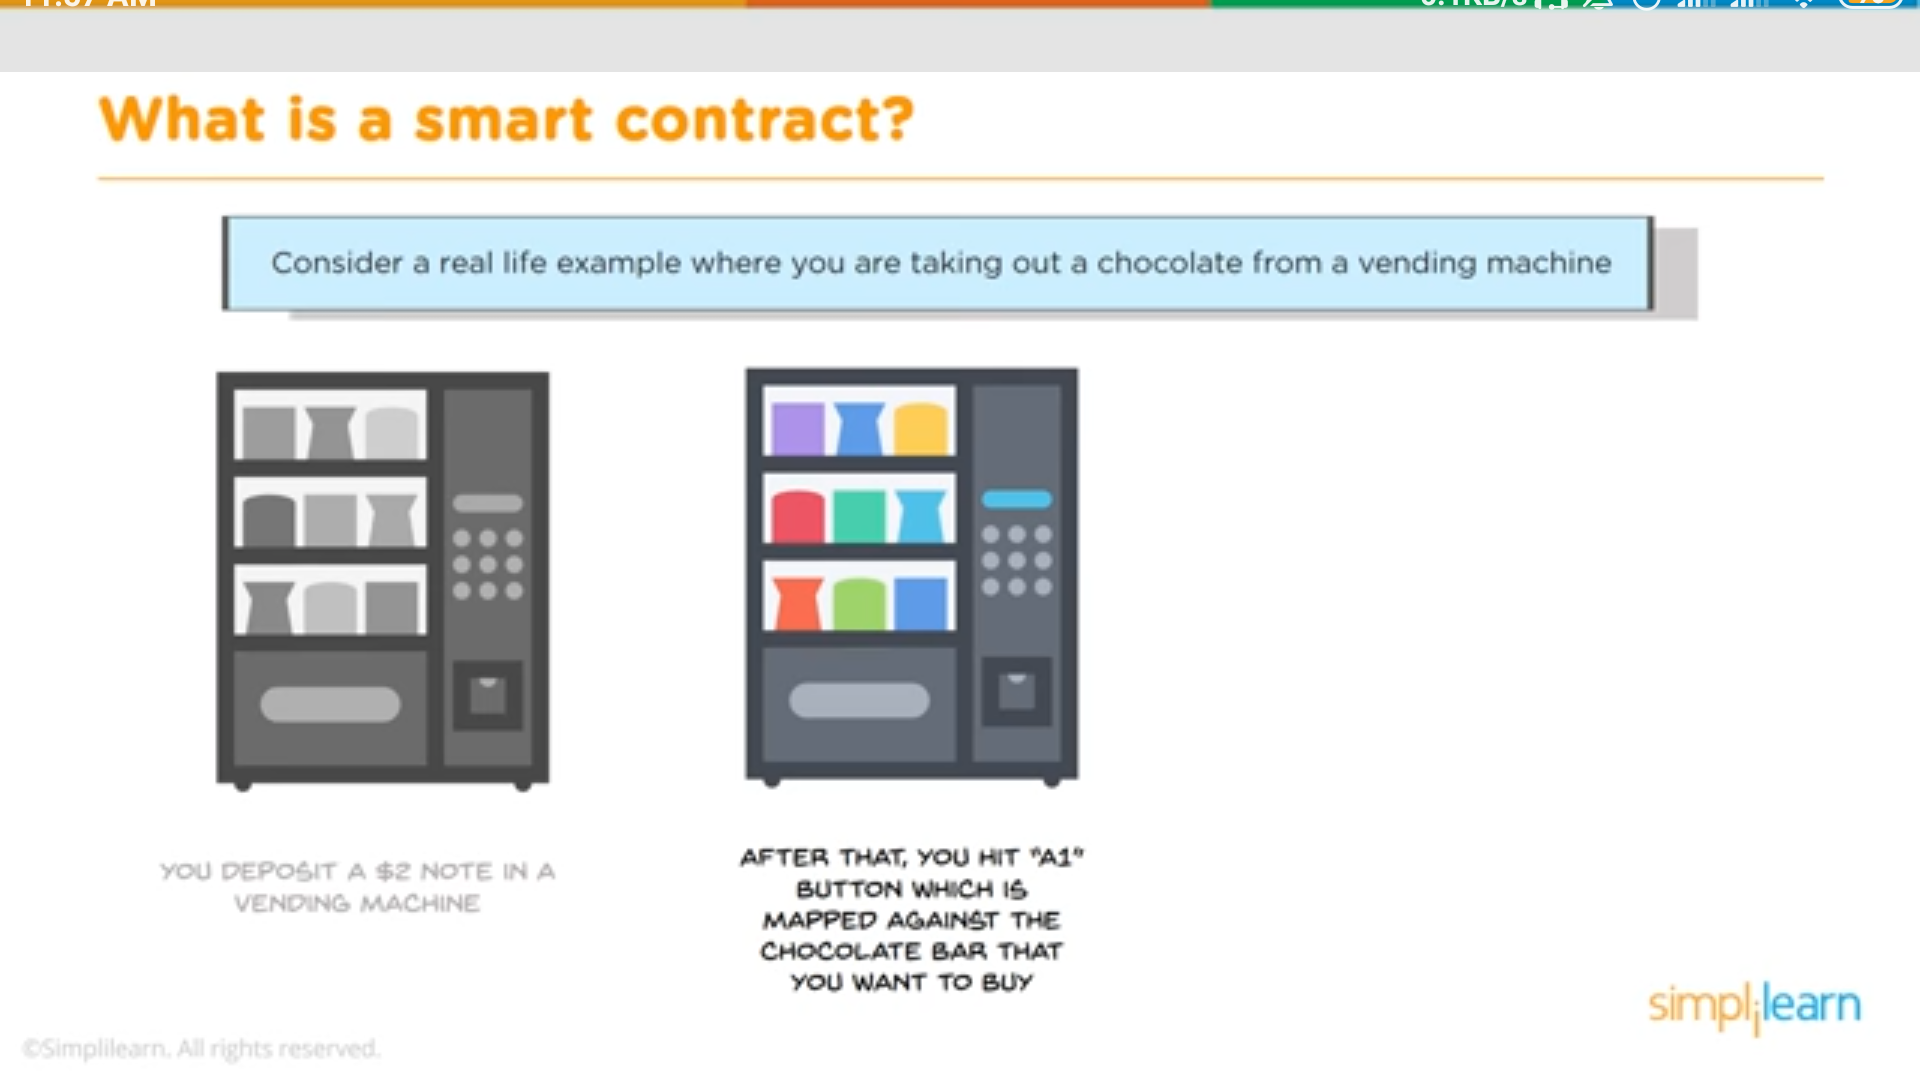 What is a smart contract?
Consider a real life example where you are taking out a chocolate from a vending machine
YOU DEPOSIT A $2 NOTE IN A
VENDING MACHINE
AFTER THAT, YOU HIT "A1"
BUTTON WHICH IS
MAPPED AGAINST THE
CHOCOLATE BAR THAT
YOU WANT TO BUY
simplilearn
©Simplilearn. All rights reserved.